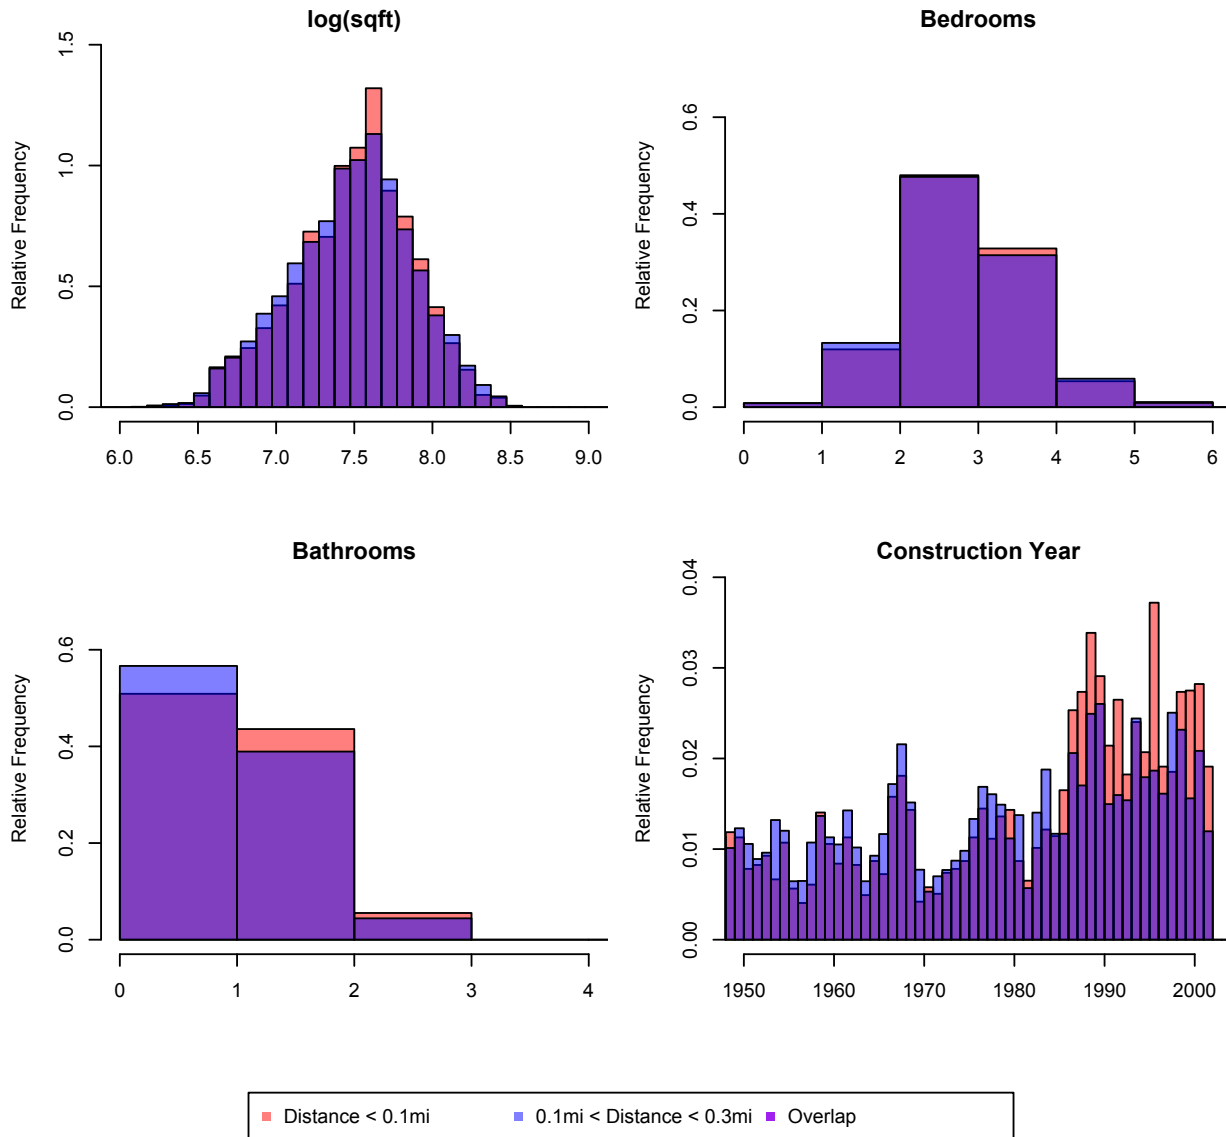 log(sqft)
Relative Frequency
0.0 0.5 1.0 1.5
6.0 6.5 7.0 7.5 8.0 8.5 9.0
Bedrooms
Relative Frequency
0.0 0.2 0.4 0.6
0 1 2 3 4 5 6
Bathrooms
Relative Frequency
0.0 0.2 0.4 0.6
0 1 2 3 4
Construction Year
Relative Frequency
0.00 0.01 0.02 0.03 0.04
1950 1960 1970 1980 1990 2000
Distance < 0.1mi 0.1mi < Distance < 0.3mi Overlap